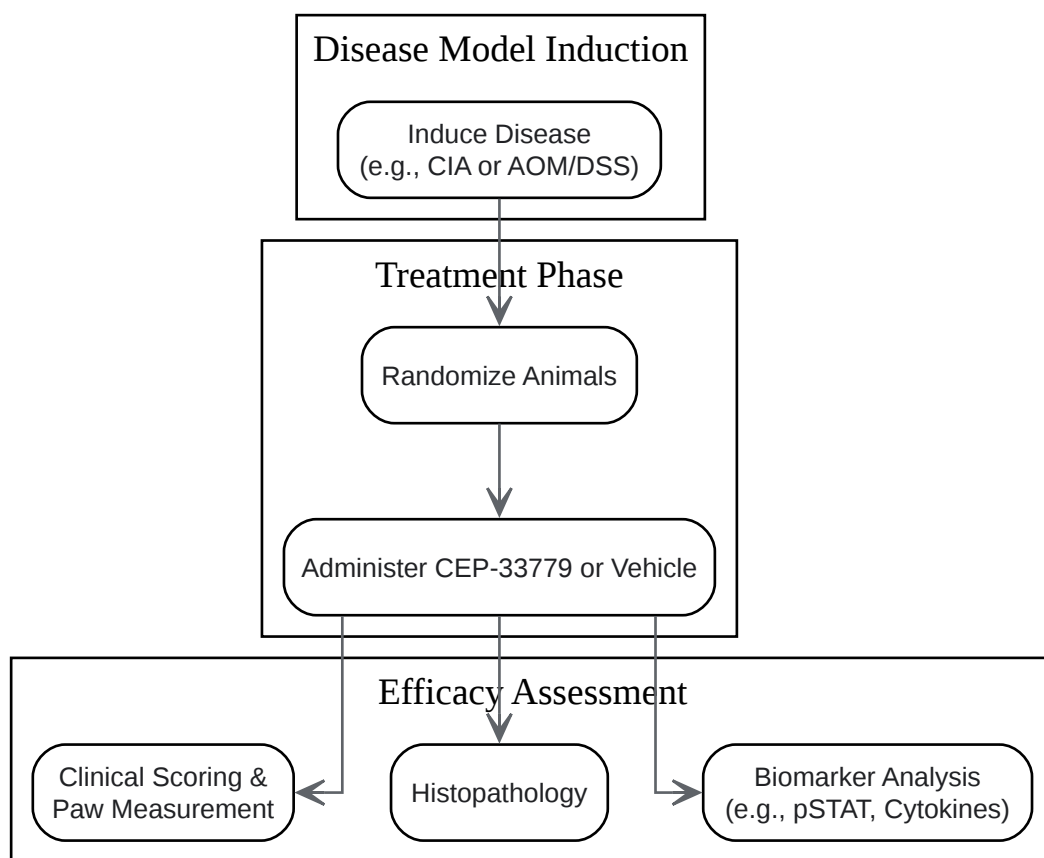 Disease Model Induction
Induce Disease
(e.g., CIA or AOM/DSS)
Treatment Phase
Randomize Animals
Administer CEP-33779 or Vehicle
Efficacy Assessment
Clinical Scoring &
Paw Measurement
Histopathology
Biomarker Analysis
(e.g., pSTAT, Cytokines)